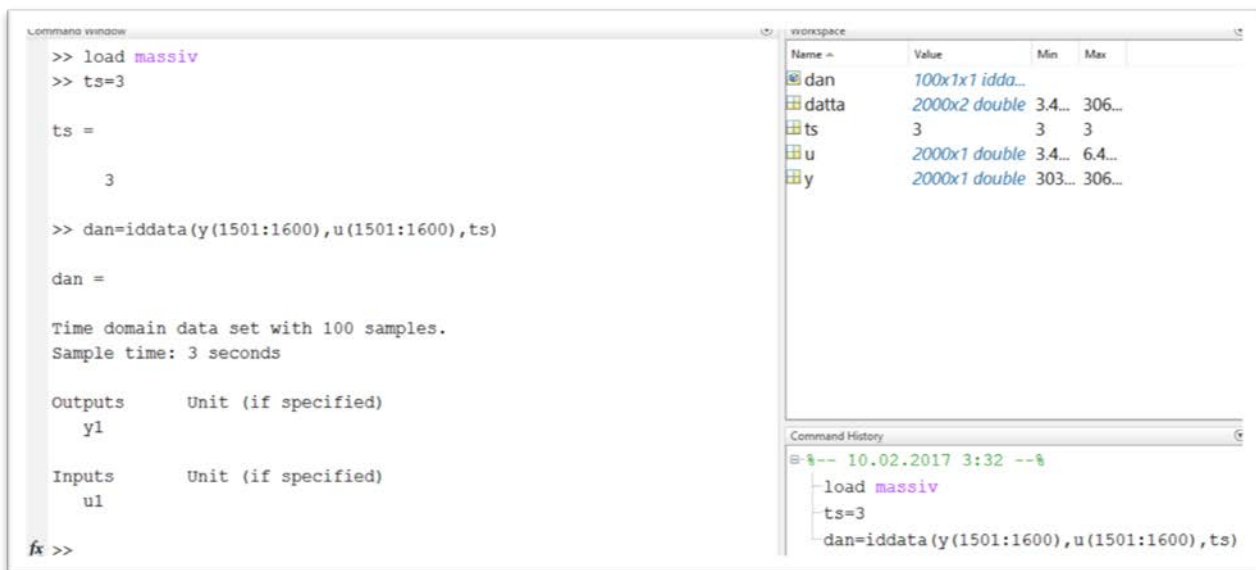 Command Window
>> load massiv
>> ts=3
ts =
3
>> dan=iddata(y(1501:1600),u(1501:1600),ts)
dan =
Time domain data set with 100 samples.
Sample time: 3 seconds
Outputs Unit (if specified)
y1
Inputs Unit (if specified)
u1
fx >>
Workspace
Name Value Min Max
dan 100x1x1 idda...
datta 2000x2 double 3.4... 306...
ts 3 3 3
u 2000x1 double 3.4... 6.4...
y 2000x1 double 303... 306...
Command History
%-- 10.02.2017 3:32 --%
load massiv
ts=3
dan=iddata(y(1501:1600),u(1501:1600),ts)